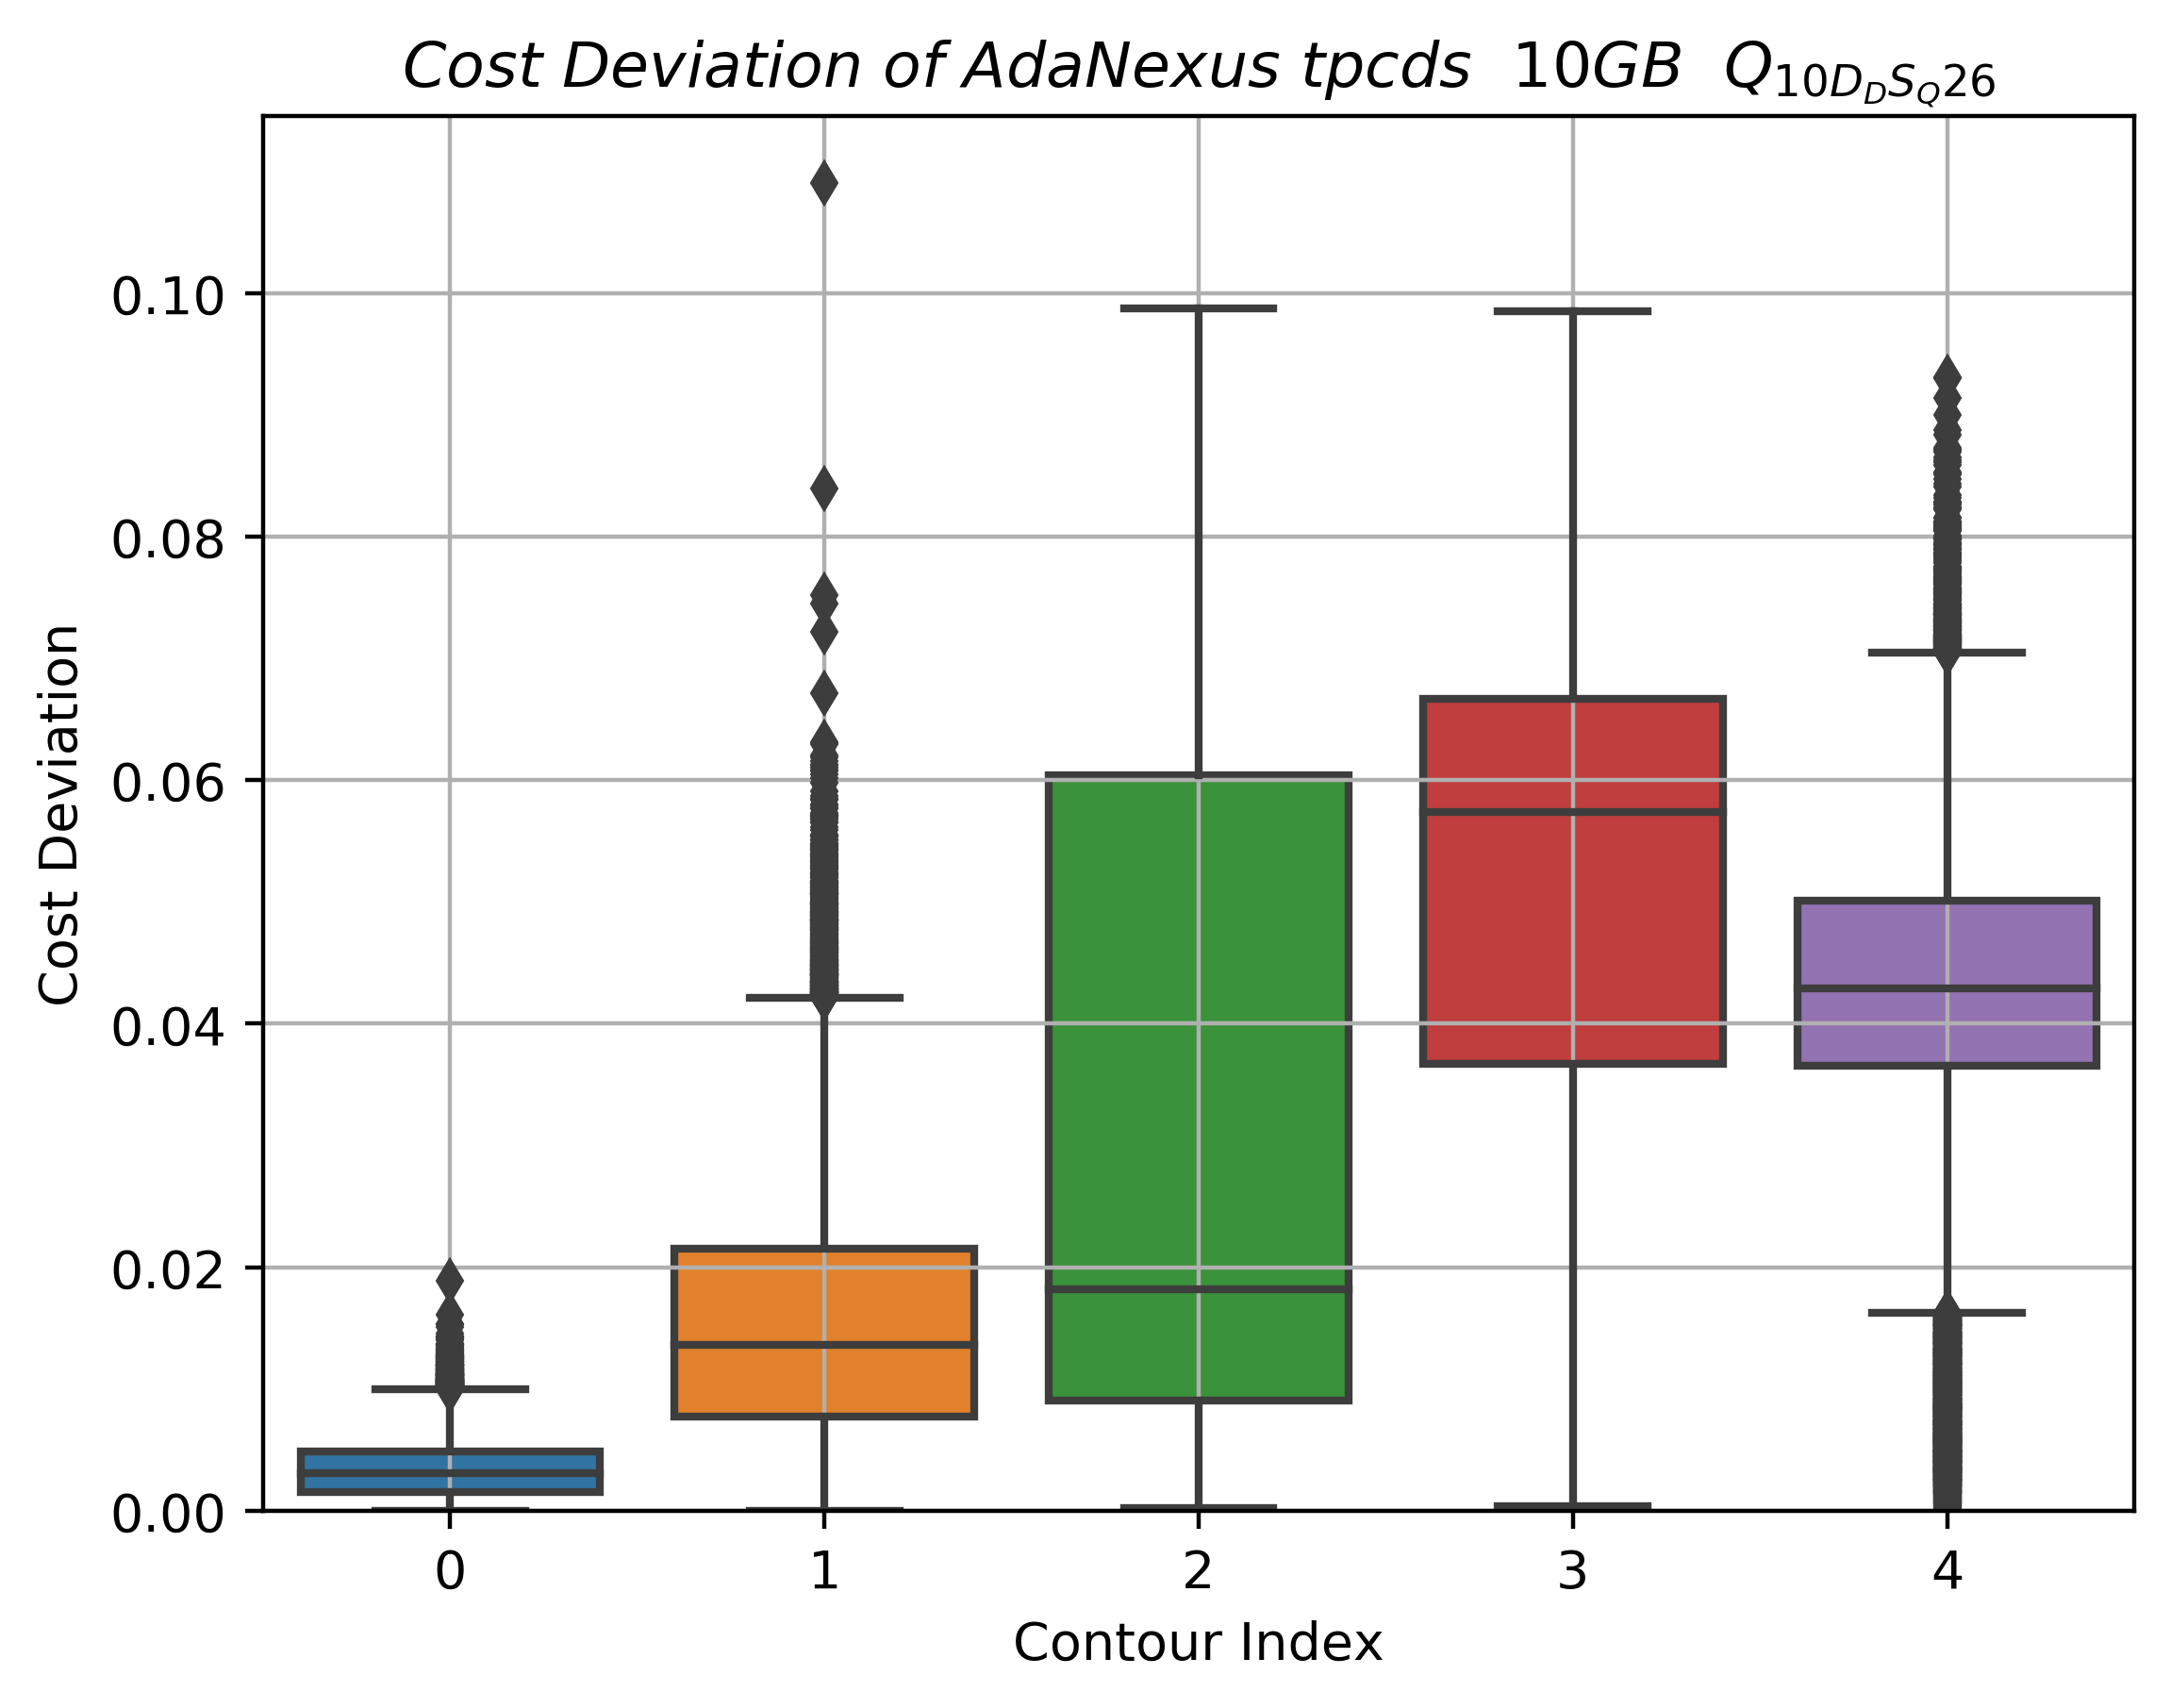 Cost Deviation of AdaNexus tpcds 10GB Q10DDSQ26
0.10
0.08
0.06
0.04
0.02
0.00
Cost Deviation
0 1 2 3 4
Contour Index